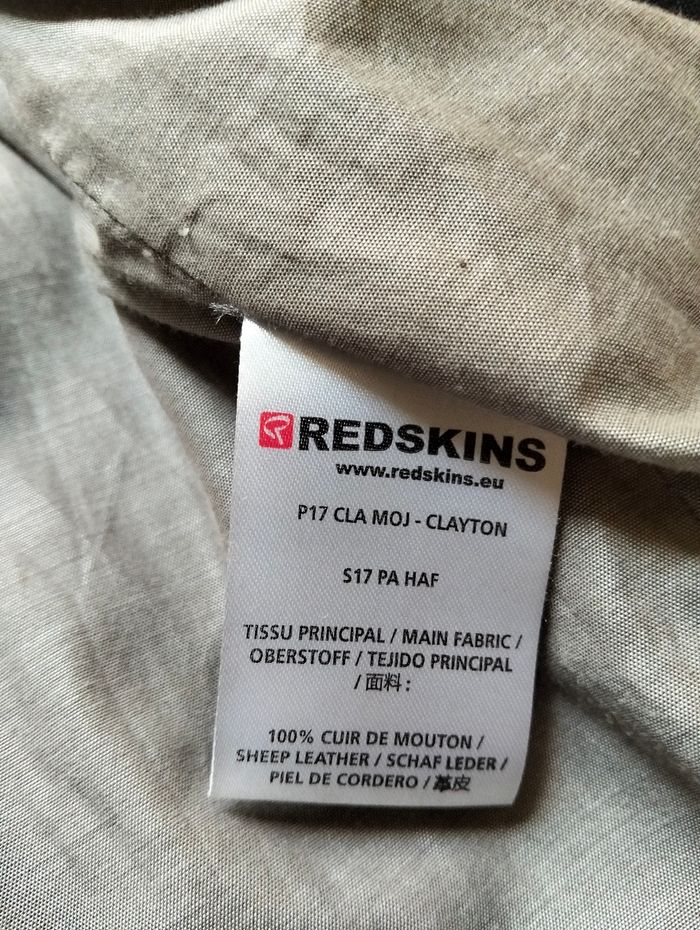 REDSKINS
www.redskins.eu
P17 CLA MOJ - CLAYTON
S17 PA HAF
TISSU PRINCIPAL / MAIN FABRIC /
OBERSTOFF / TEJIDO PRINCIPAL
/ 面料 :
100% CUIR DE MOUTON /
SHEEP LEATHER / SCHAF LEDER /
PIEL DE CORDERO / 革皮